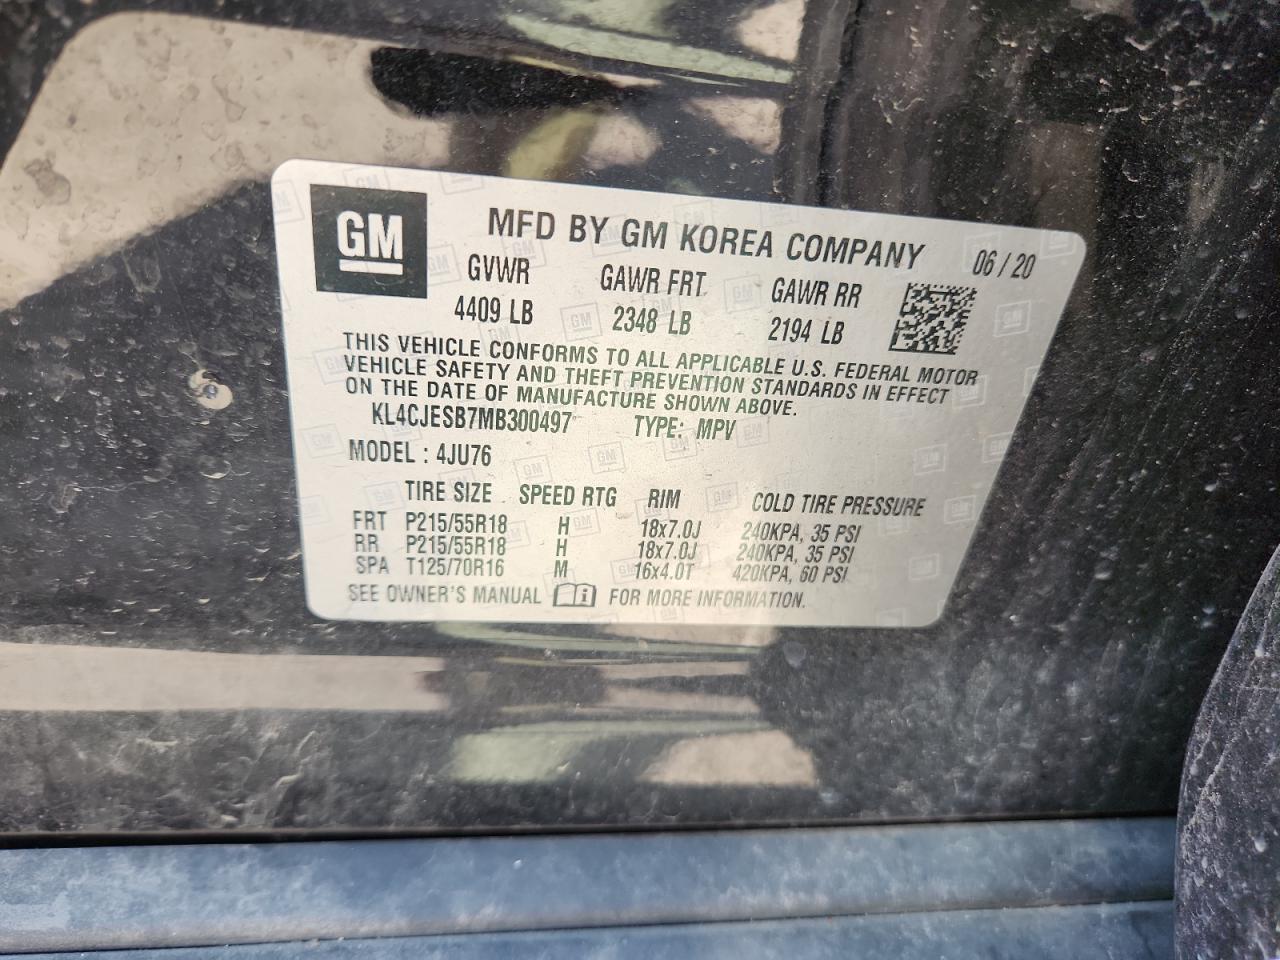 GM
MFD BY GM KOREA COMPANY 06/20
GVWR GAWR FRT GAWR RR
4409 LB 2348 LB 2194 LB
THIS VEHICLE CONFORMS TO ALL APPLICABLE U.S. FEDERAL MOTOR
VEHICLE SAFETY AND THEFT PREVENTION STANDARDS IN EFFECT
ON THE DATE OF MANUFACTURE SHOWN ABOVE.
KL4CJESB7MB300497 TYPE: MPV
MODEL : 4JU76
TIRE SIZE SPEED RTG RIM COLD TIRE PRESSURE
FRT P215/55R18 H 18x7.0J 240KPA, 35 PSI
RR P215/55R18 H 18x7.0J 240KPA, 35 PSI
SPA T125/70R16 M 16x4.0T 420KPA, 60 PSI
SEE OWNER'S MANUAL FOR MORE INFORMATION.